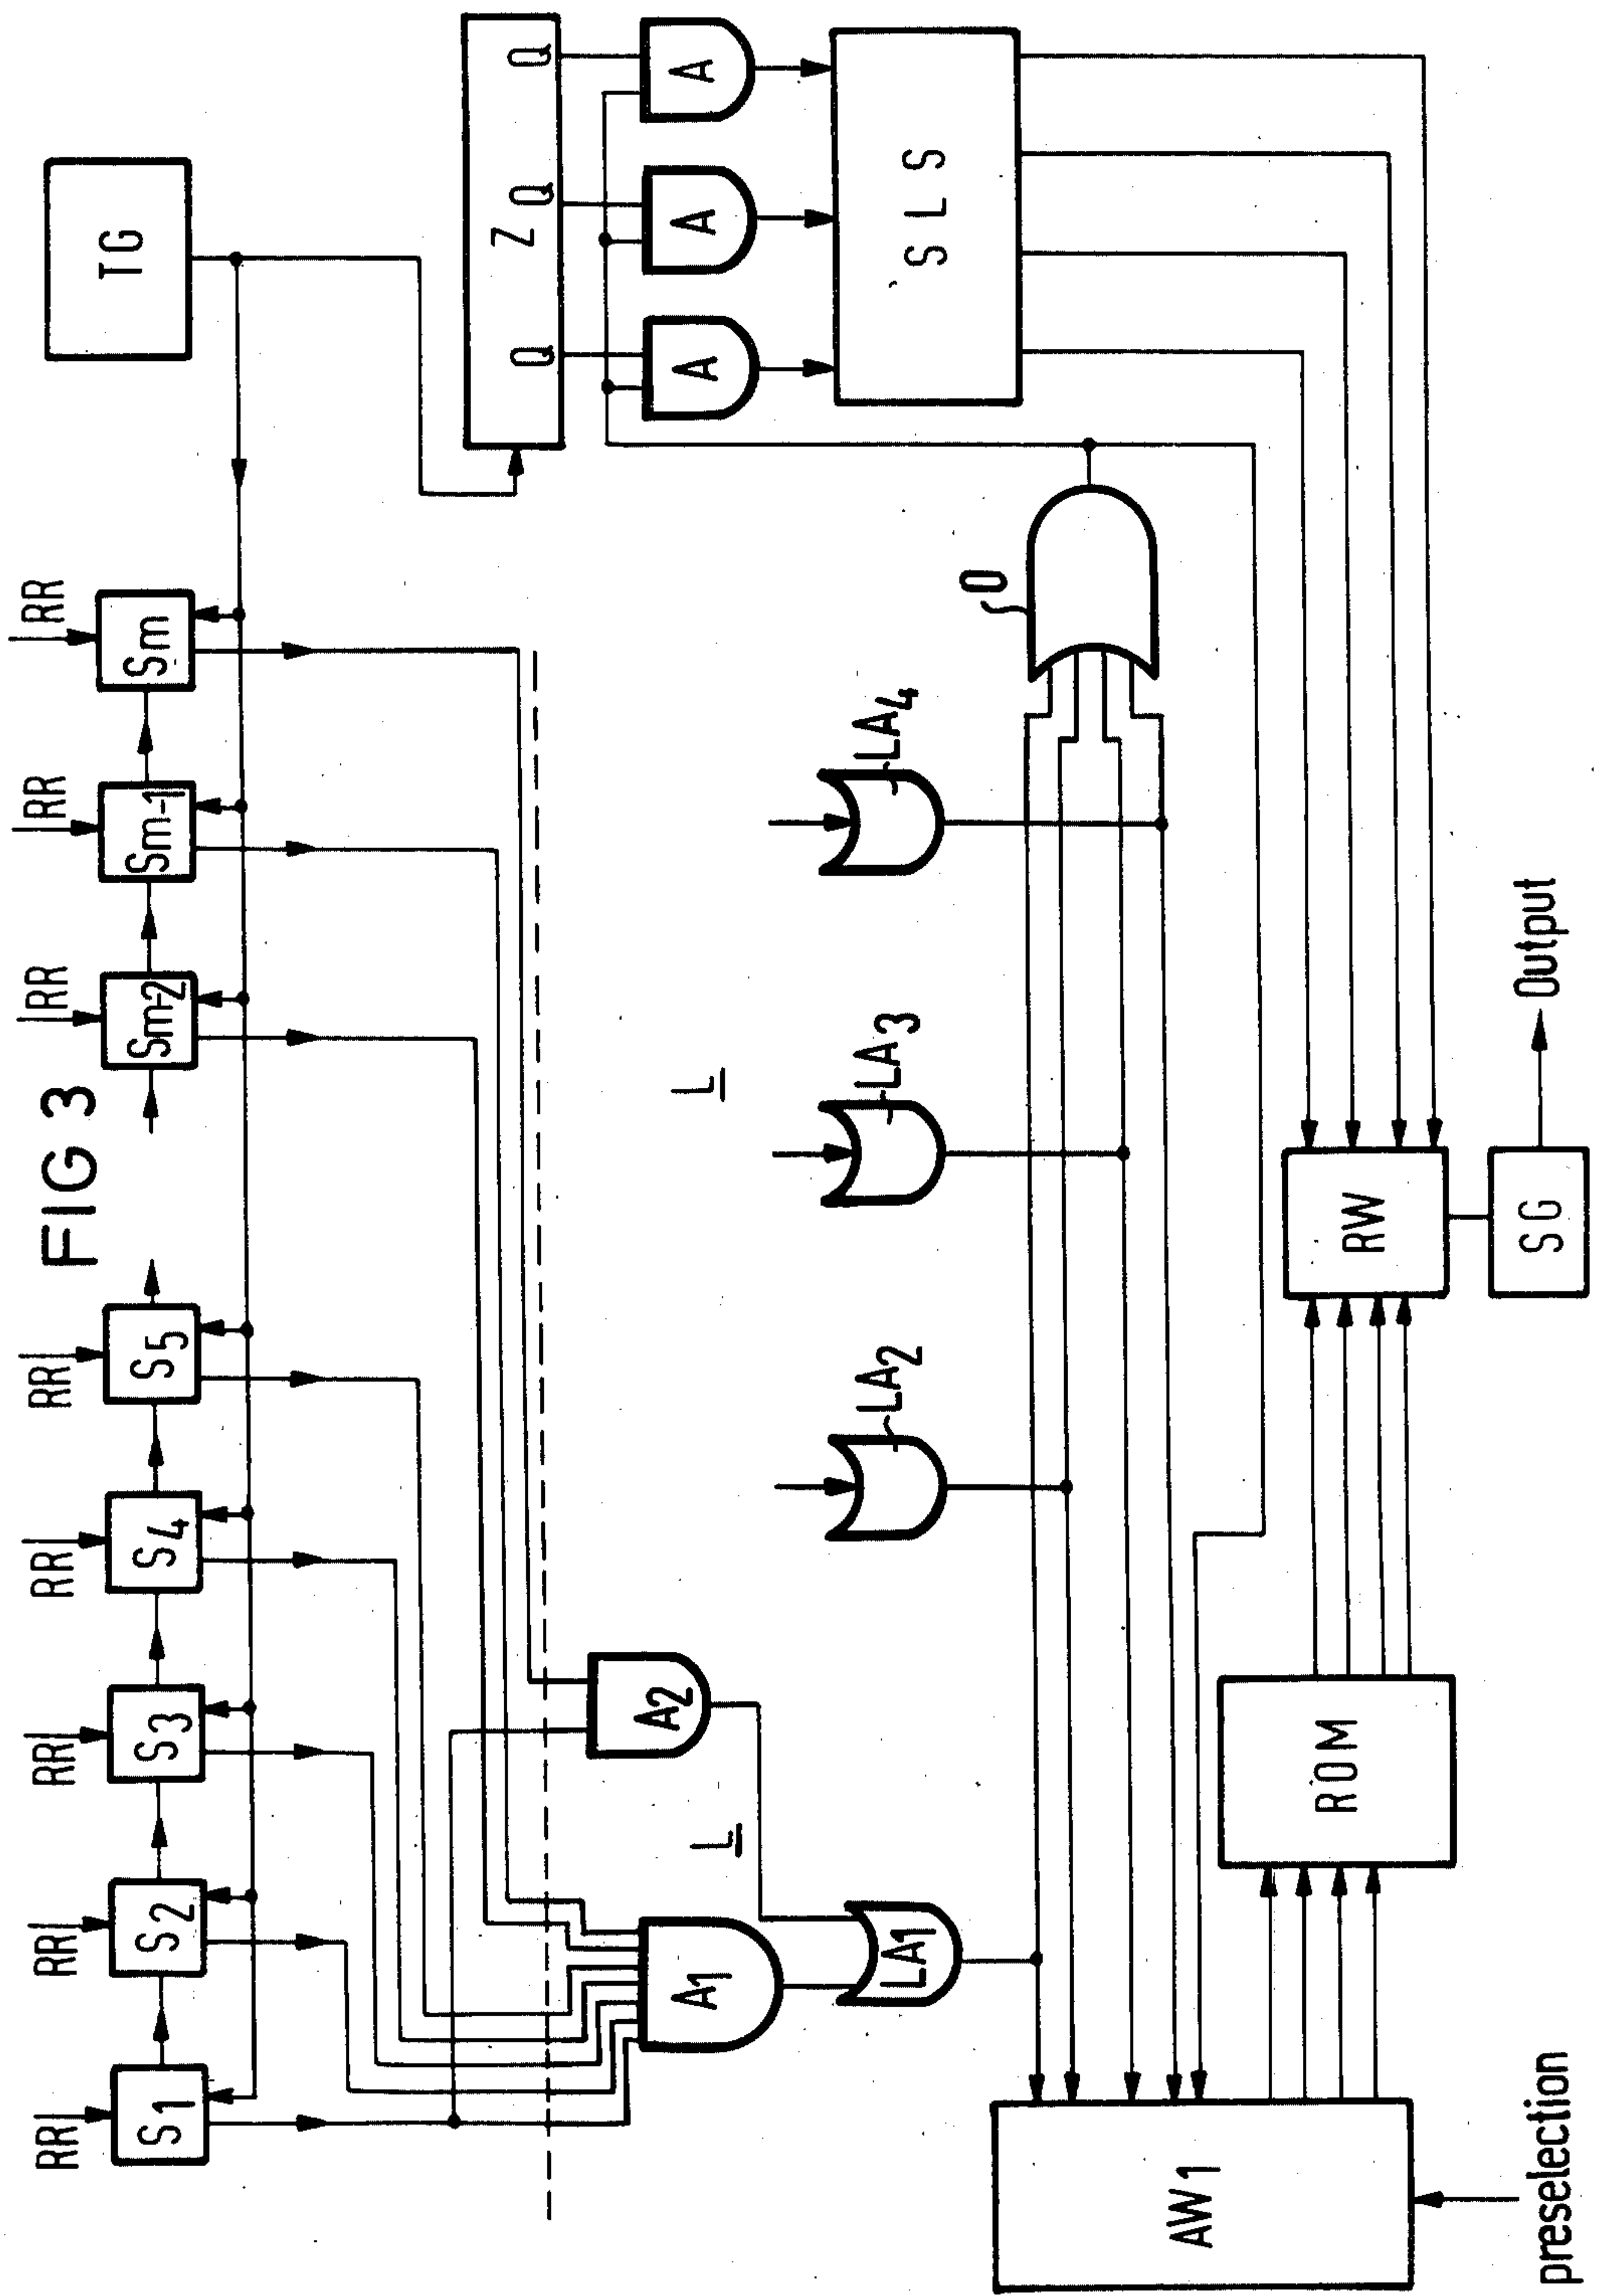 FIG 3
RR RR RR RR RR RR RR RR
S1 S2 S3 S4 S5 Sm-2 Sm-1 Sm
TG
Z
Q Q Q
A A A
SLS
L
L
A1
A2
LA1
LA2
LA3
LA4
O
AW1
ROM
RW
SG
Output
preselection